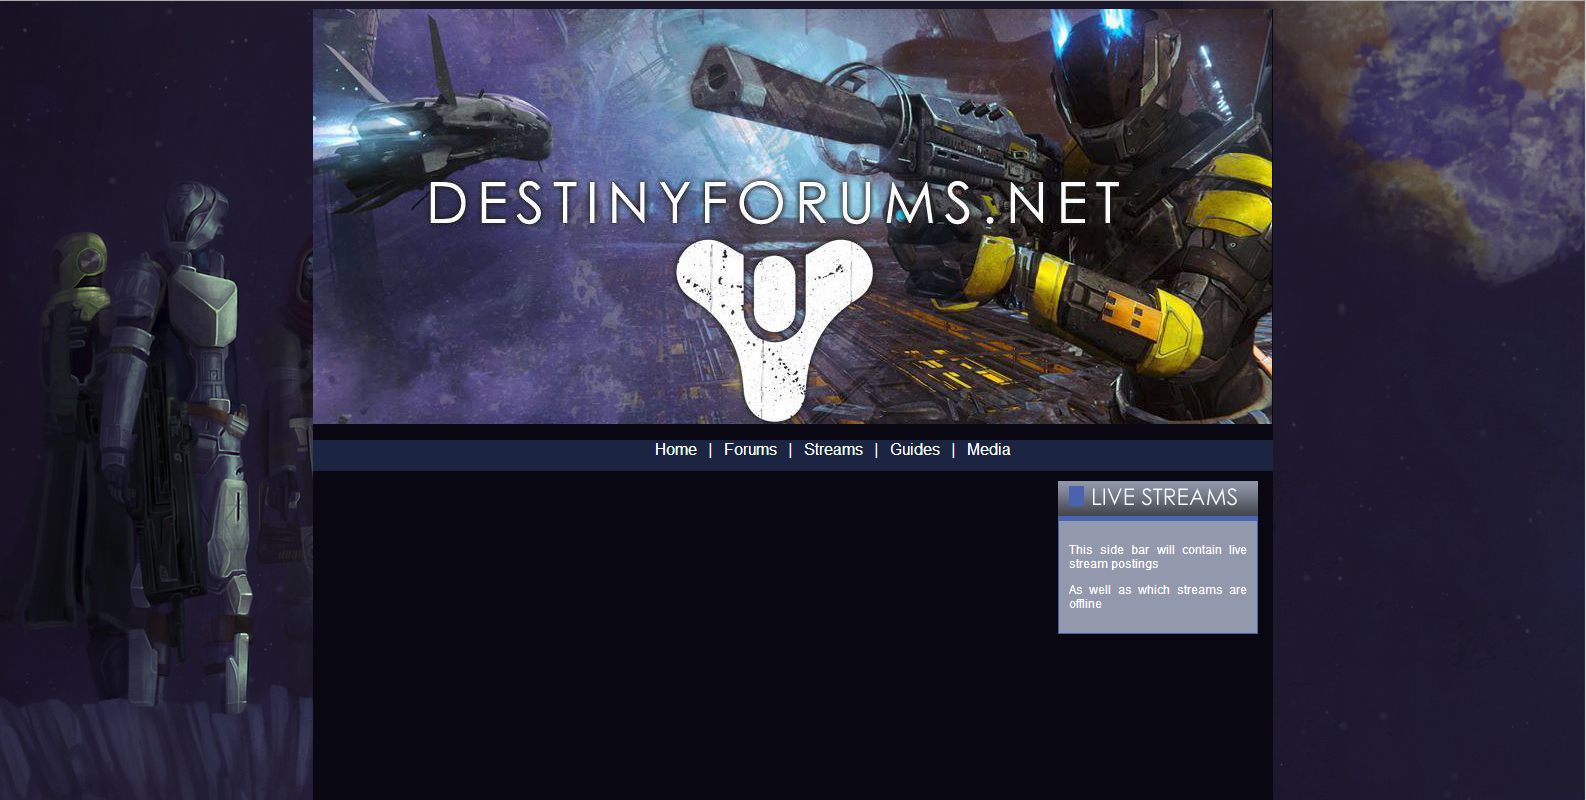 DESTINYFORUMS.NET
Home | Forums | Streams | Guides | Media
LIVE STREAMS
This side bar will contain live
stream postings
As well as which streams are
offline